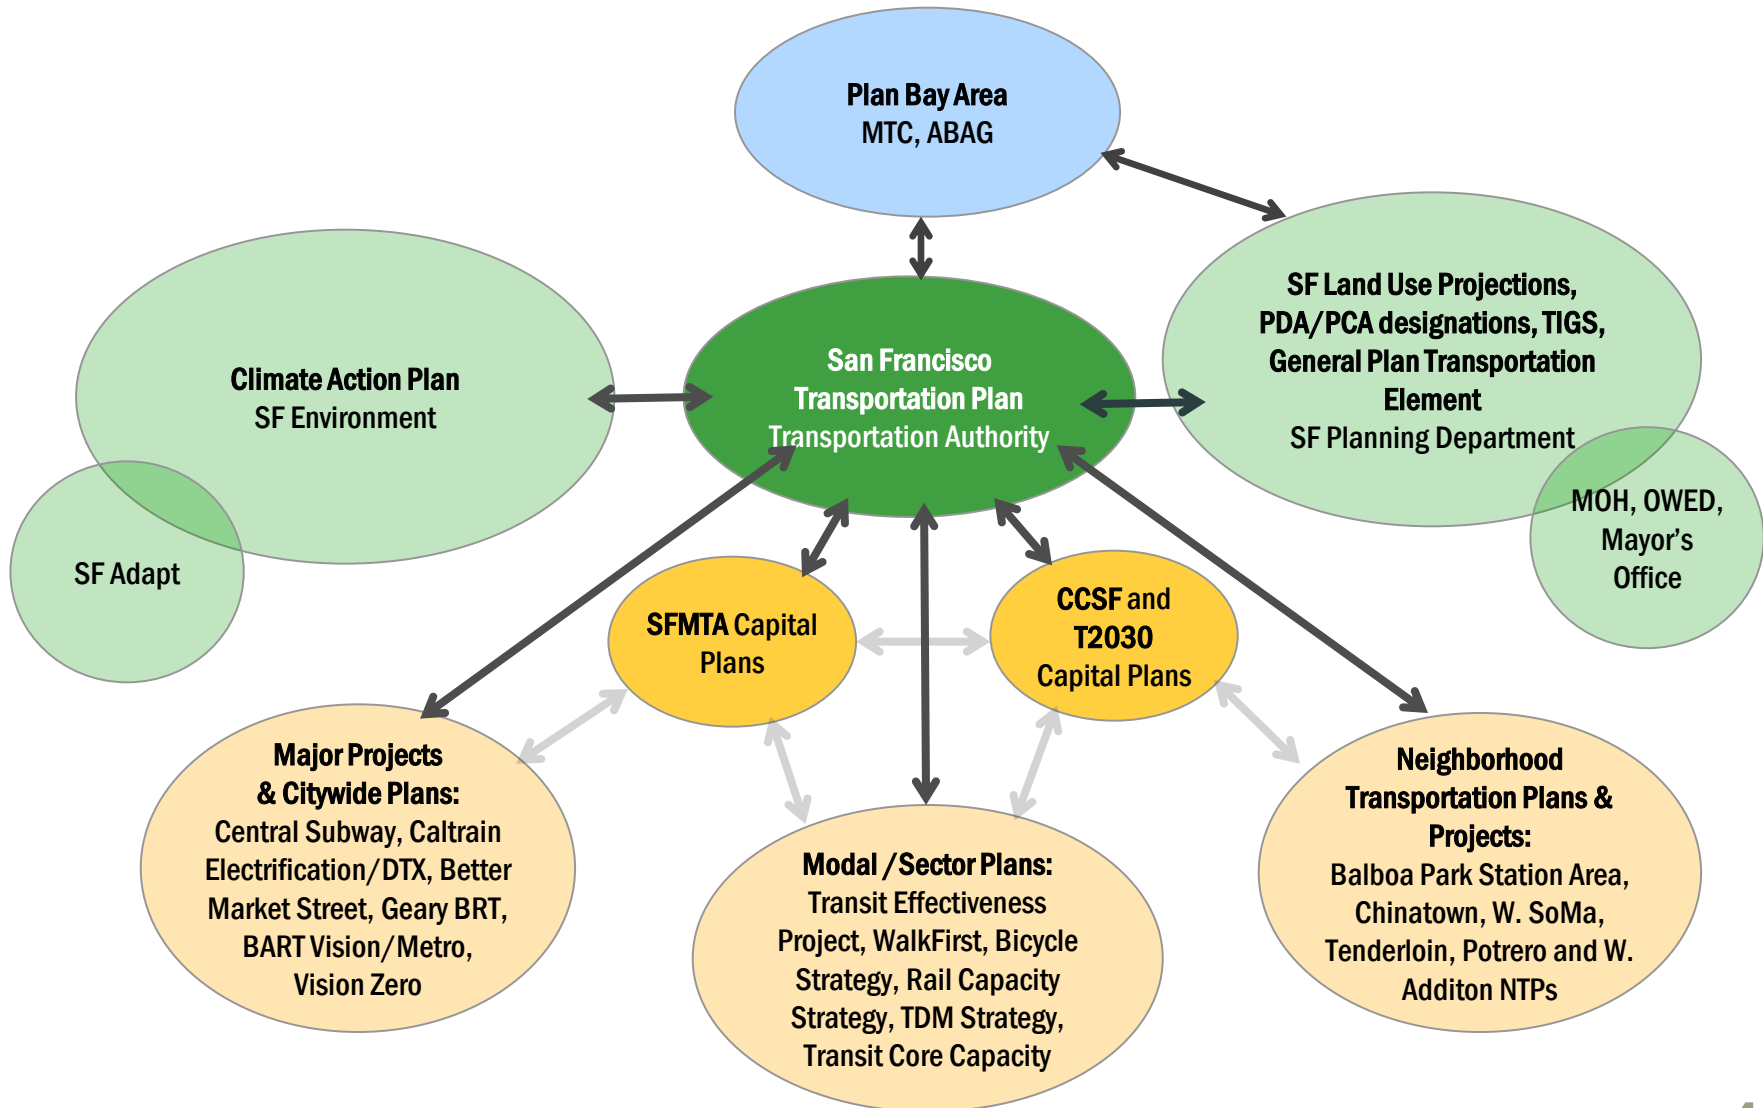 Plan Bay Area
MTC, ABAG
SF Land Use Projections,
PDA/PCA designations, TIGS,
General Plan Transportation
Element
SF Planning Department
San Francisco
Transportation Plan
Transportation Authority
Climate Action Plan
SF Environment
MOH, OWED,
Mayor's
Office
SF Adapt
SFMTA Capital
Plans
CCSF and
T2030
Capital Plans
Major Projects
& Citywide Plans:
Central Subway, Caltrain
Electrification/DTX, Better
Market Street, Geary BRT,
BART Vision/Metro,
Vision Zero
Modal /Sector Plans:
Transit Effectiveness
Project, WalkFirst, Bicycle
Strategy, Rail Capacity
Strategy, TDM Strategy,
Transit Core Capacity
Neighborhood
Transportation Plans &
Projects:
Balboa Park Station Area,
Chinatown, W. SoMa,
Tenderloin, Potrero and W.
Additon NTPs